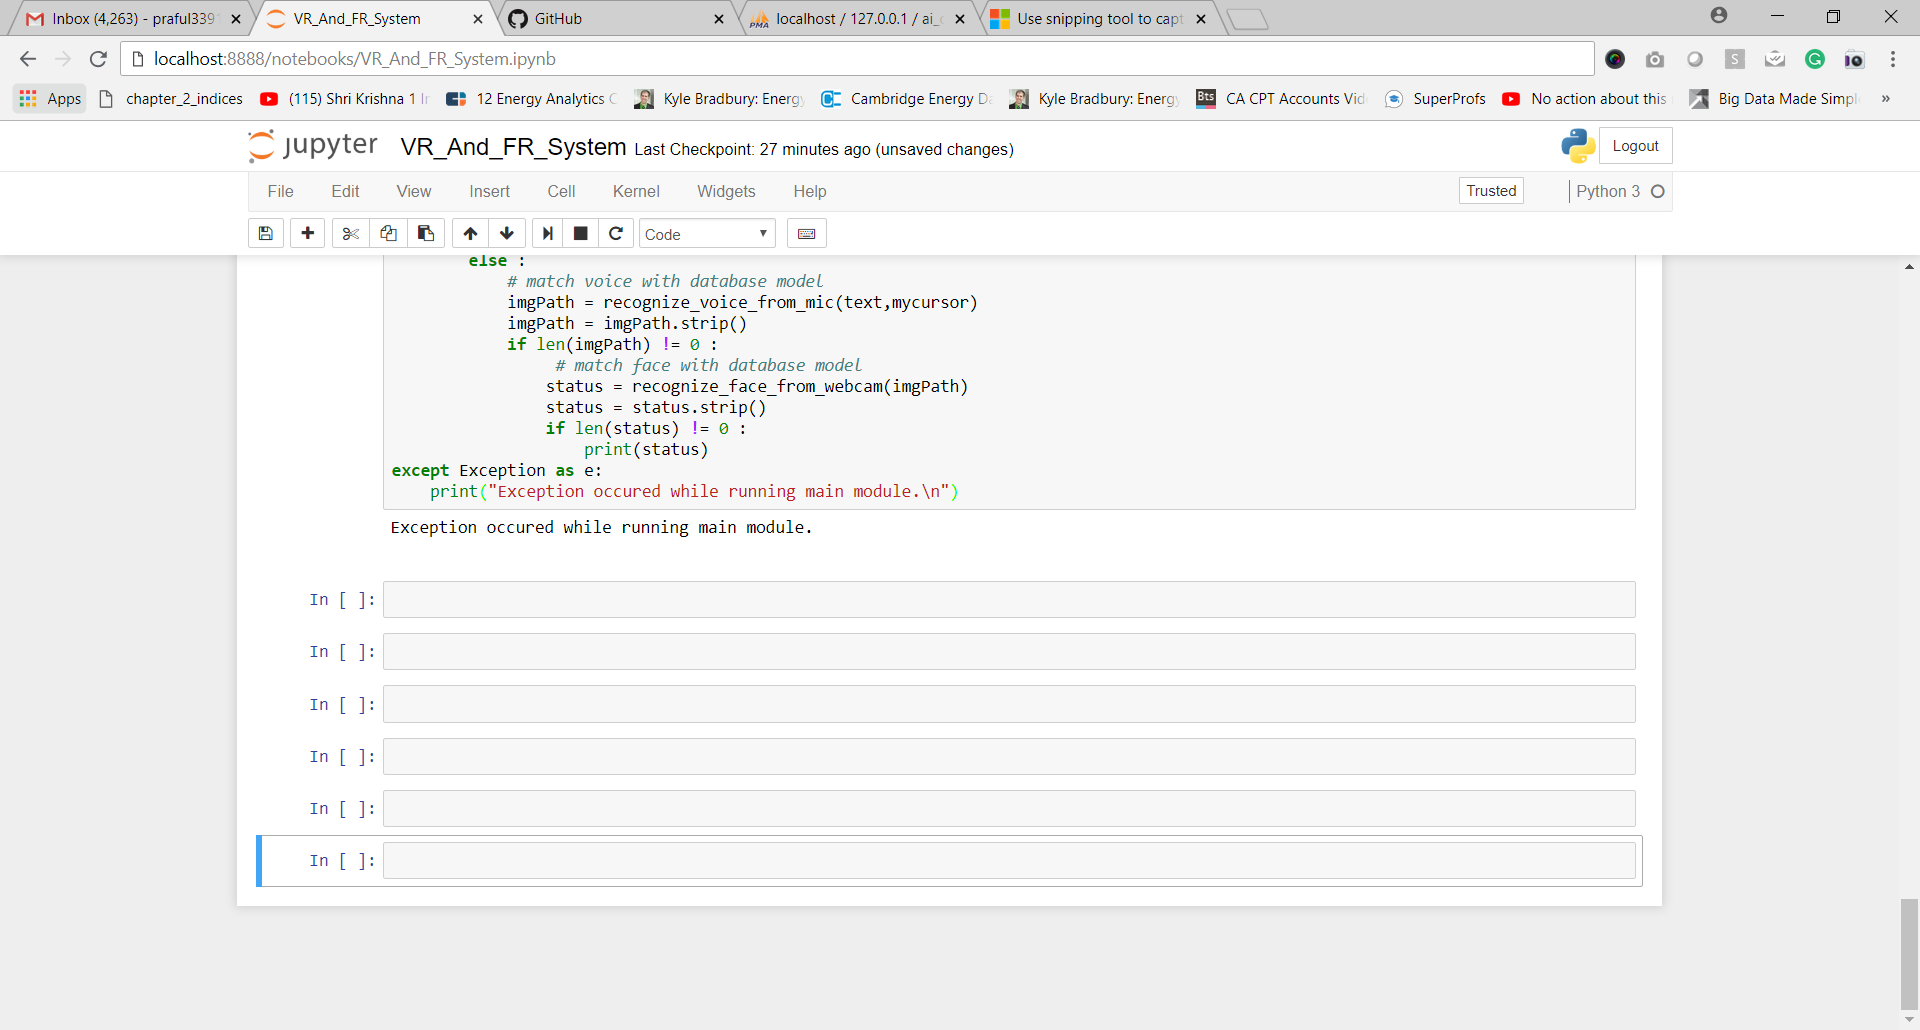 Inbox (4,263) - praful3391
VR_And_FR_System
GitHub
localhost / 127.0.0.1 / ai_
Use snipping tool to capt
localhost:8888/notebooks/VR_And_FR_System.ipynb
Apps
chapter_2_indices
(115) Shri Krishna 1
12 Energy Analytics
Kyle Bradbury: Energy
Cambridge Energy
Kyle Bradbury: Energy
CA CPT Accounts Vid
SuperProfs
No action about this
Big Data Made Simpl
»
jupyter
VR_And_FR_System Last Checkpoint: 27 minutes ago (unsaved changes)
Logout
File Edit View Insert Cell Kernel Widgets Help
Trusted
Python 3
Code
else :
# match voice with database model
imgPath = recognize_voice_from_mic(text,mycursor)
imgPath = imgPath.strip()
if len(imgPath) != 0 :
# match face with database model
status = recognize_face_from_webcam(imgPath)
status = status.strip()
if len(status) != 0 :
print(status)
except Exception as e:
print("Exception occured while running main module.\n")
Exception occured while running main module.
In [ ]:
In [ ]:
In [ ]:
In [ ]:
In [ ]:
In [ ]: